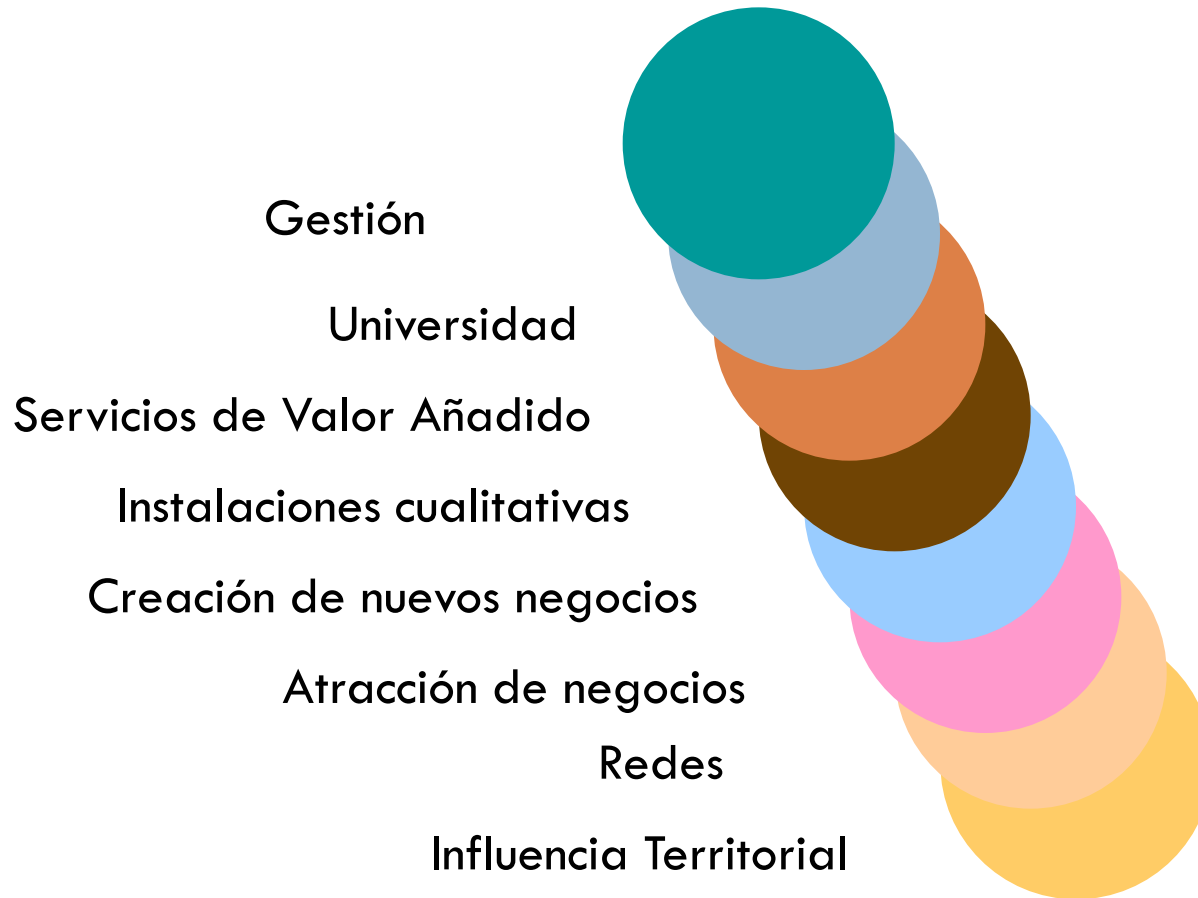 Gestión
Universidad
Servicios de Valor Añadido
Instalaciones cualitativas
Creación de nuevos negocios
Atracción de negocios
Redes
Influencia Territorial